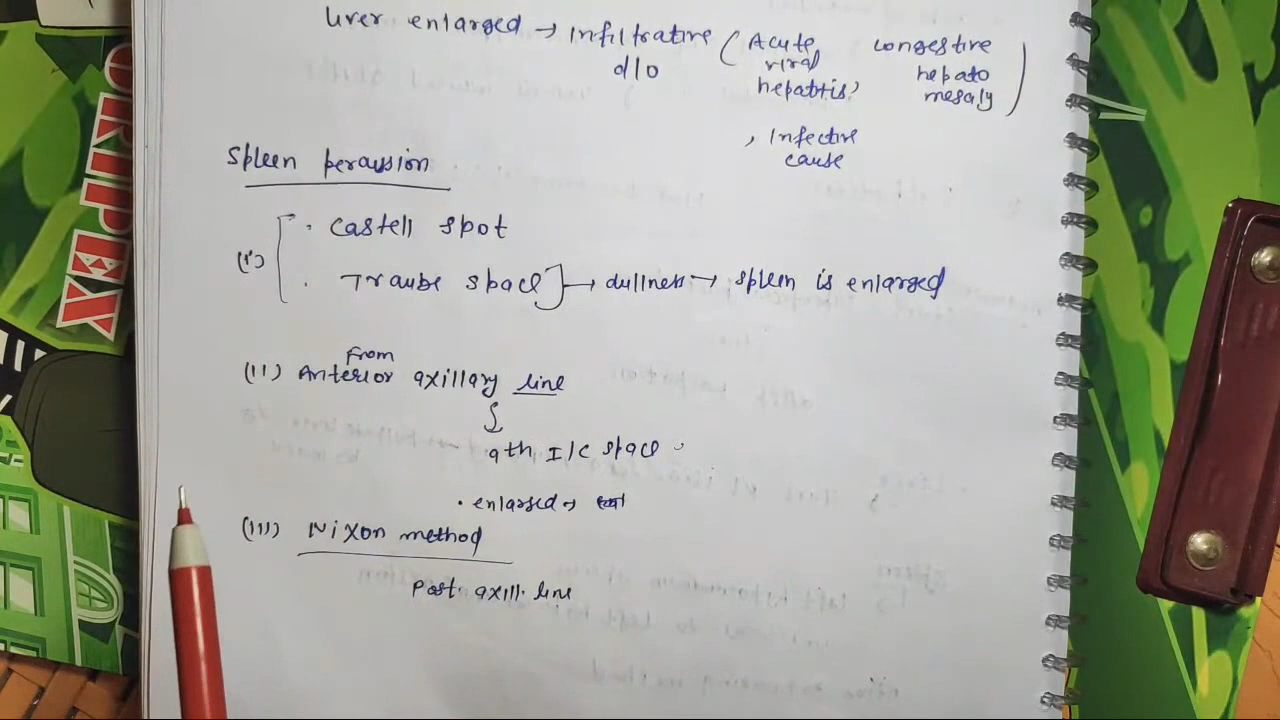 liver enlarged → infiltrative (Acute, congestive
d/o viral hepato
hepatitis, megaly)
, Infective
cause
Spleen percussion
(i) . Castell spot
. Traube space → dullness → spleen is enlarged
From
(ii) Anterior axillary line
9th I/C space
. enlarged →
(iii) Nixon method
Post. axill. line
ORIPEX